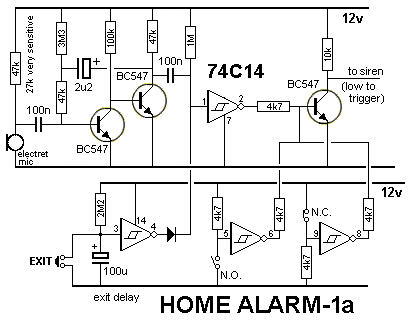 12v
47k
27k very sensitive
3M3
100k
47k
1M
10k
2u2
BC547
100n
74C14
BC547
to siren
(low to
trigger)
100n
47k
1
2
4k7
7
electret
mic
BC547
12v
2M2
14
4k7
4k7
N.C.
4k7
3
4
5
6
9
8
EXIT
100u
N.O.
4k7
exit delay
HOME ALARM-1a